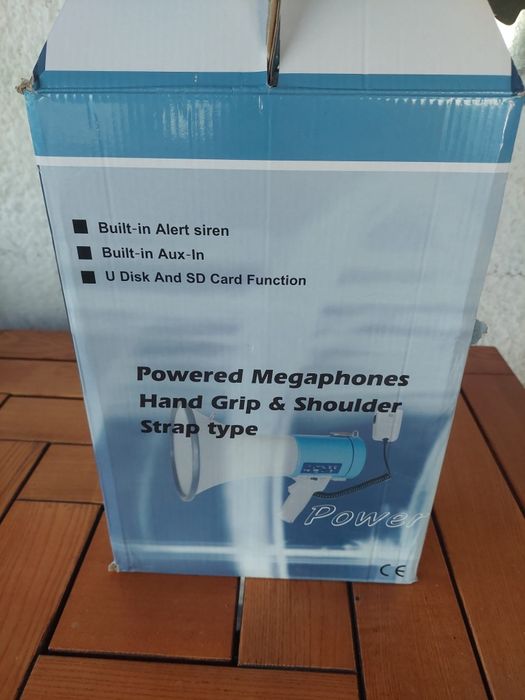 Built-in Alert siren
Built-in Aux-In
U Disk And SD Card Function
Powered Megaphones
Hand Grip & Shoulder
Strap type
Power
CE